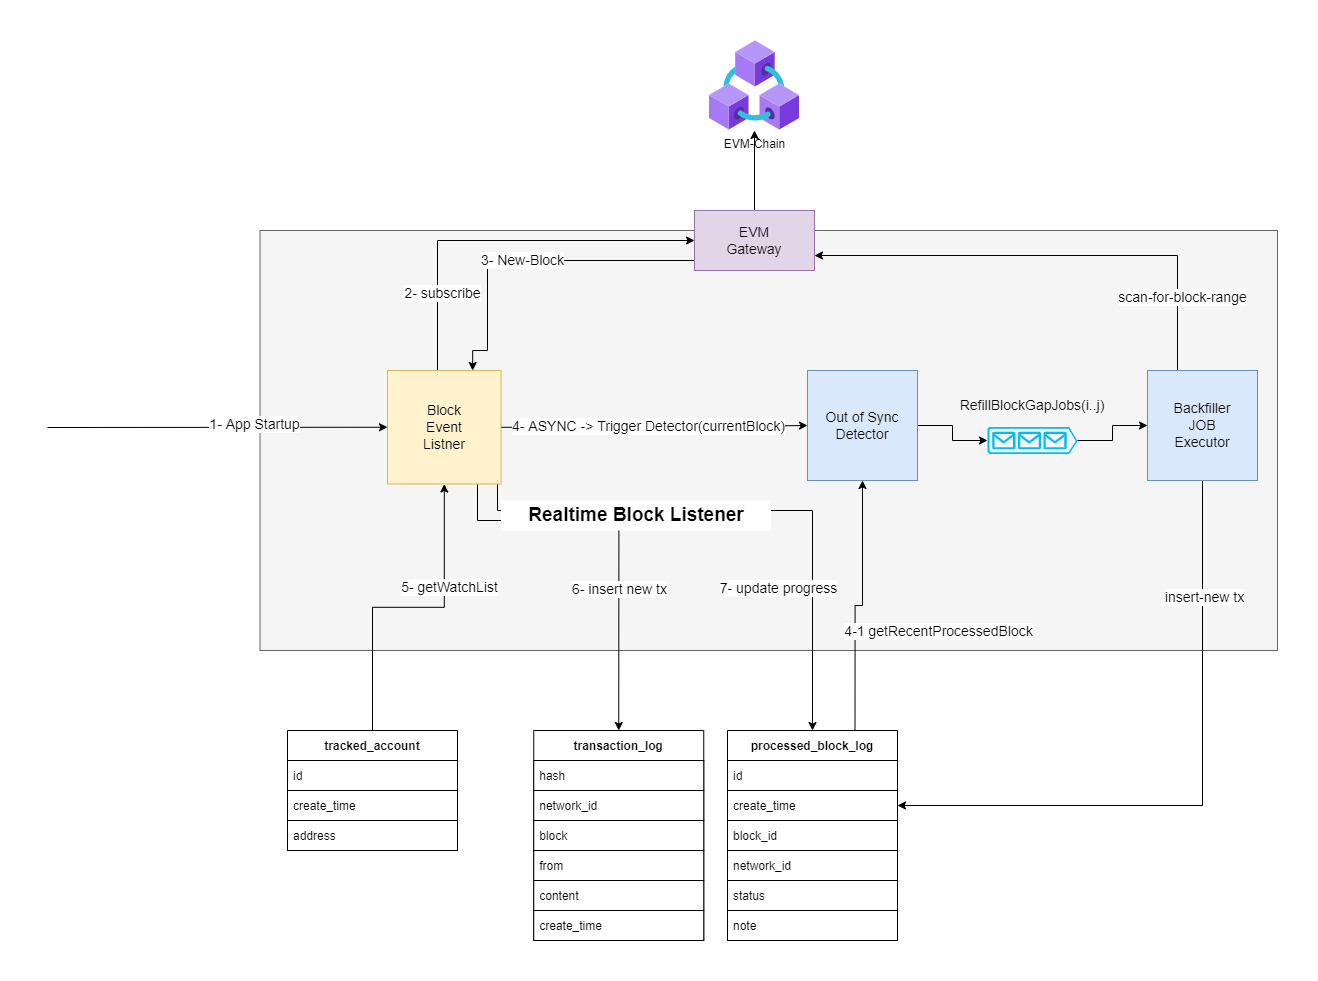 EVM-Chain
EVM
Gateway
3- New-Block
2- subscribe
scan-for-block-range
Block
Event
Listner
1- App Startup
4- ASYNC -> Trigger Detector(currentBlock)
Out of Sync
Detector
RefillBlockGapJobs(i..j)
Backfiller
JOB
Executor
Realtime Block Listener
5- getWatchList
6- insert new tx
7- update progress
insert-new tx
4-1 getRecentProcessedBlock
tracked_account
id
create_time
address
transaction_log
hash
network_id
block
from
content
create_time
processed_block_log
id
create_time
block_id
network_id
status
note